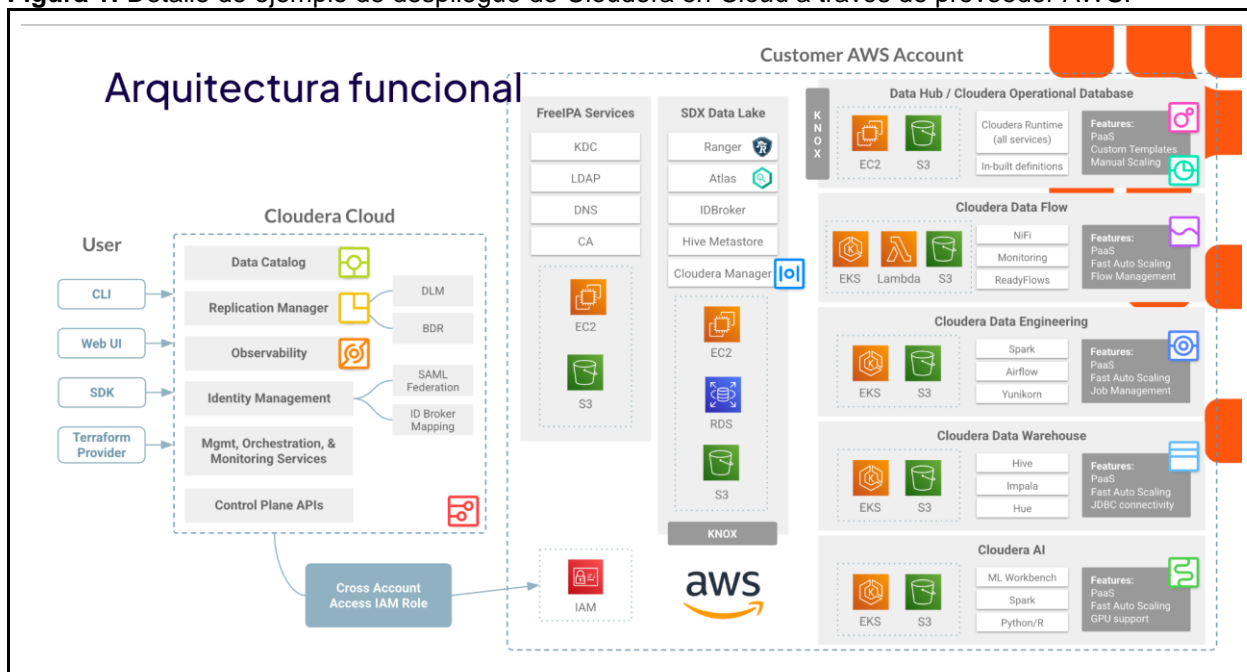 Figura 1. Detalle de ejemplo de despliegue de Cloudera en Cloud a través de proveedor AWS.
Arquitectura funcional
User
CLI
Web UI
SDK
Terraform
Provider
Cloudera Cloud
Data Catalog
Replication Manager
DLM
BDR
Observability
Identity Management
SAML
Federation
ID Broker
Mapping
Mgmt, Orchestration, &
Monitoring Services
Control Plane APIs
Cross Account
Access IAM Role
Customer AWS Account
FreeIPA Services
KDC
LDAP
DNS
CA
EC2
S3
IAM
SDX Data Lake
Ranger
R
Atlas
IDBroker
Hive Metastore
Cloudera Manager
EC2
RDS
S3
KNOX
aws
KNOX
Data Hub / Cloudera Operational Database
EC2
S3
Cloudera Runtime
(all services)
In-built definitions
Features:
PaaS
Custom Templates
Manual Scaling
Cloudera Data Flow
EKS
Lambda
S3
NiFi
Monitoring
ReadyFlows
Features:
PaaS
Fast Auto Scaling
Flow Management
Cloudera Data Engineering
EKS
S3
Spark
Airflow
Yunikorn
Features:
PaaS
Fast Auto Scaling
Job Management
Cloudera Data Warehouse
EKS
S3
Hive
Impala
Hue
Features:
PaaS
Fast Auto Scaling
JDBC connectivity
Cloudera AI
EKS
S3
ML Workbench
Spark
Python/R
Features:
PaaS
Fast Auto Scaling
GPU support